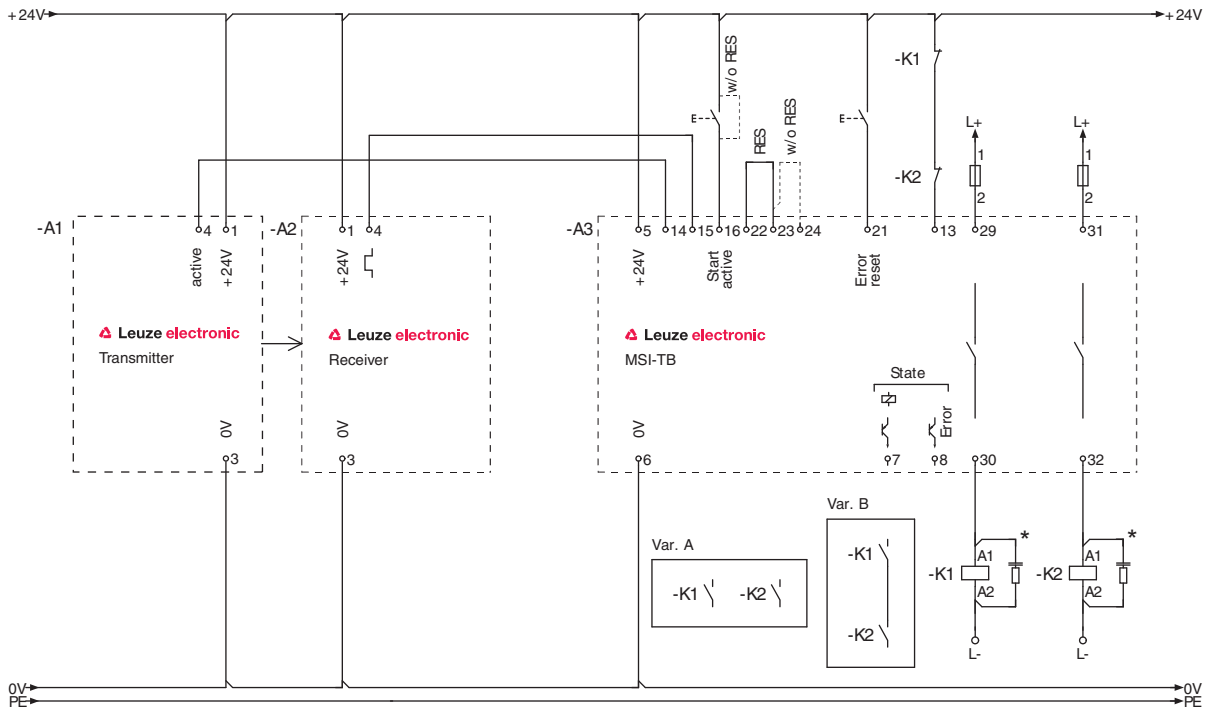 +24V
+24V
w/o RES
-K1
E
E
L+
L+
RES
w/o RES
1
1
-K2
2
2
-A1
4
1
-A2
1
4
-A3
5
14
15
16
22
23
24
21
13
29
31
active
+24V
+24V
+24V
Start
active
Error
reset
Leuze electronic
Transmitter
Leuze electronic
Receiver
Leuze electronic
MSI-TB
State
0V
0V
0V
Error
3
3
6
7
8
30
32
Var. B
Var. A
-K1
-K2
-K1
-K2
*
*
A1
A1
-K1
-K2
A2
A2
L-
L-
0V
0V
PE
PE